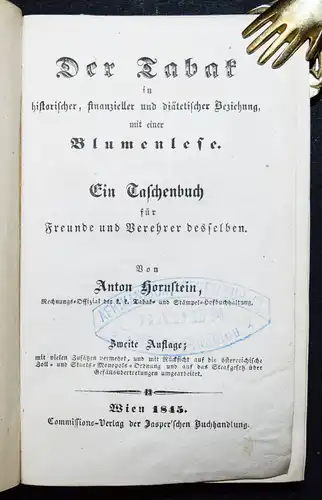 Der Tabak
in
historischer, finanzieller und diätetischer Beziehung,
mit einer
Blumenlese.
Ein Taschenbuch
für
Freunde und Verehrer desselben.
Von
Anton Hornstein,
Rechnungs-Offizial der k. k. Tabak- und Stämpel-Hofbuchhaltung.
Zweite Auflage;
mit vielen Zusätzen vermehrt, und mit Rücksicht auf die österreichische
Zoll- und Staats-Monopols-Ordnung und auf das Strafgesetz über
Gefällsübertretungen umgearbeitet.
Wien 1845.
Commissions-Verlag der Jasper'schen Buchhandlung.